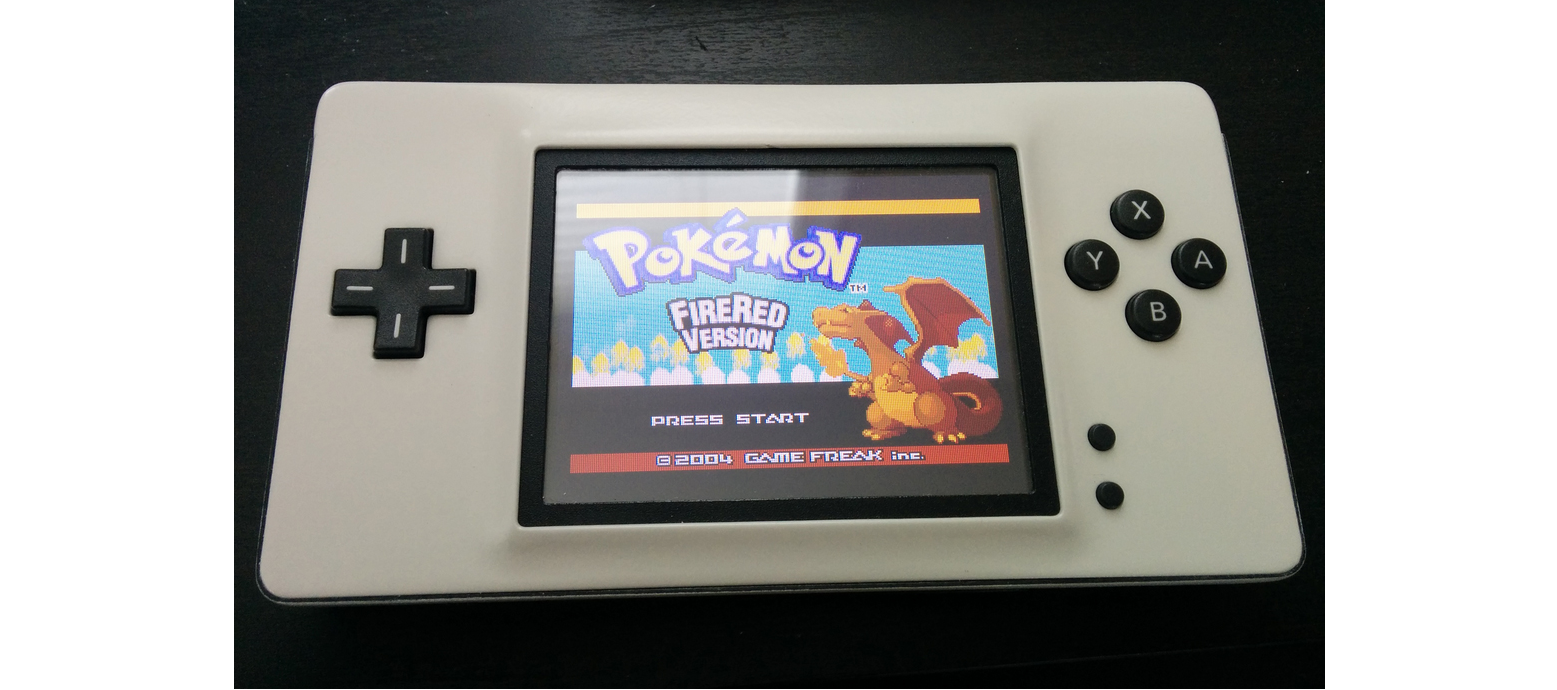 POKéMON
TM
FIRERED
VERSION
PRESS START
©2004 GAME FREAK inc.
X
Y
A
B